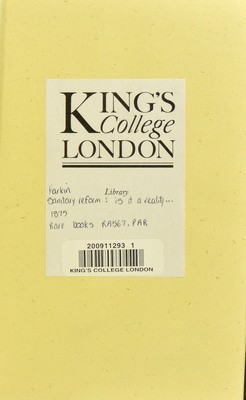 KING'S
College
LONDON
Parkin Library
Sanitary reform : is it a reality...
1875
Rare books RA567. PAR
200911293 1
KING'S COLLEGE LONDON